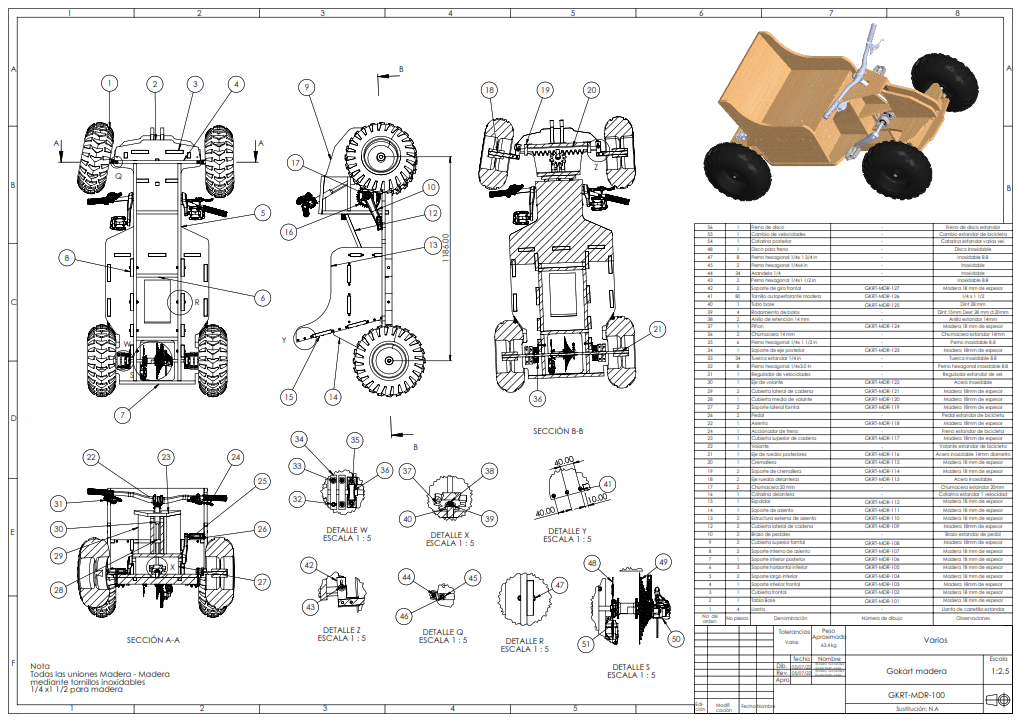 1 2 3 4 5 6 7 8
A
B
C
D
E
F
A
B
1 2 3 4
A A
Q
5
8
6
R
W
S
7
B
9
17
10
16
12
13
1186.00
Y
15 14
B
18 19 20
Z
21
36
SECCIÓN B-B
22 23 24
25
31
30
26
29
X
28
27
SECCIÓN A-A
34 35
33
36
32
DETALLE W
ESCALA 1 : 5
37 38
40 39
DETALLE X
ESCALA 1 : 5
40.00
41
10.00
40.00
DETALLE Y
ESCALA 1 : 5
42
43
DETALLE Z
ESCALA 1 : 5
44 45
46
DETALLE Q
ESCALA 1 : 5
47
DETALLE R
ESCALA 1 : 5
48 49
51 50
DETALLE S
ESCALA 1 : 5
Nota
Todas las uniones Madera - Madera
mediante tornillos inoxidables
1/4 x1 1/2 para madera
56 1 Freno de disco - Freno de disco estandar
55 1 Cambio de velocidades - Cambio estandar de bicicleta
54 1 Catarina posterior - Catarina estandar varias vel.
48 1 Disco para freno - Disco Inoxidable
47 8 Perno hexagonal 1/4x 1 3/4 in - Inoxidable 8.8
45 2 Perno hexagonal 1/4x4 in - Inoxidable
44 34 Arandela 1/4 - Inoxidable
43 2 Perno hexagonal 1/4x1 1/2 in - Inoxidable 8.8
42 2 Soporte de giro frontal GKRT-MDR-127 Madera 18 mm de espesor
41 80 Tornillo autoperforante madera GKRT-MDR-126 1/4 x 1 1/2
40 1 Tubo base GKRT-MDR-125 Dint 28 mm
39 4 Rodamiento de bolas - Dint 15mm Dext 28 mm d 20mm
38 2 Anillo de retención 14 mm - Anillo estandar 14mm
37 1 Piñon GKRT-MDR-124 Madera 18 mm de espesor
36 2 Chumacera 14 mm - Chumacera estandar 14mm
35 6 Perno hexagonal 1/4x 1 1/2 in - Perno inoxidable 8.8
34 1 Soporte de eje posterior GKRT-MDR-123 Madera 18mm de espesor
33 34 Tuerca estandar 1/4 in - Tuerca inoxidable 8.8
32 8 Perno hexagonal 1/4x3.0 in - Perno hexagonal inoxidable 8.8
31 1 Regulador de velocidades - Regulador estandar de vel.
30 1 Eje de volante GKRT-MDR-122 Acero inoxidable
29 2 Cubierta lateral de cadena GKRT-MDR-121 Madera 18mm de espesor
28 1 Cubierta media de volante GKRT-MDR-120 Madera 18mm de espesor
27 2 Soporte lateral forntal GKRT-MDR-119 Madera 18mm de espesor
26 2 Pedal - Pedal estandar de bicicleta
22 1 Asiento GKRT-MDR-118 Madera 18mm de espesor
24 1 Accionador de freno - Freno estandar de bicicleta
23 1 Cubierta superior de cadena GKRT-MDR-117 Madera 18mm de espesor
22 1 Volante - Volante estandar de bicicleta
21 1 Eje de ruedas posteriores GKRT-MDR-116 Acero inoxidable 14mm diametro
20 1 Cremallera GKRT-MDR-115 Madera 18 mm de espesor
19 2 Soporte de cremallera GKRT-MDR-114 Madera 18 mm de espesor
18 2 Eje ruedas delanteras GKRT-MDR-113 Acero inoxidable
17 2 Chumacera 20 mm - Chumacera estandar 20mm
16 1 Catarina delantera - Catarina estandar 1 velocidad
15 1 Espaldar GKRT-MDR-112 Madera 18 mm de espesor
14 1 Soporte de asiento GKRT-MDR-111 Madera 18 mm de espesor
13 2 Estructura externa de asiento GKRT-MDR-110 Madera 18 mm de espesor
12 2 Cubierta lateral de cadena GKRT-MDR-109 Madera 18mm de espesor
10 2 Brazo de pedales - Brazo estandar de pedal
9 2 Cubierta superior frontal GKRT-MDR-108 Madera 18mm de espesor
8 2 Soporte interno de asiento GKRT-MDR-107 Madera 18 mm de espesor
7 1 Soporte inferior posterior GKRT-MDR-106 Madera 18 mm de espesor
6 3 Soporte horizontal inferior GKRT-MDR-105 Madera 18 mm de espesor
5 2 Soporte largo inferior GKRT-MDR-104 Madera 18 mm de espesor
4 1 Soporte inferior frontal GKRT-MDR-103 Madera 18mm de espesor
3 1 Cubierta frontal GKRT-MDR-102 Madera 18 mm de espesor
2 1 Tabla Base GKRT-MDR-101 Madera 18 mm de espesor
1 4 Llanta - Llanta de carretilla estandar
No. de orden. No piezas. Denominación Número de dibujo Observaciones
Tolerancias
Varias
Peso
Aproximado
63.4 kg
Varios
fecha Nombre
Dib. 05/07/22
Rev. 05/07/22
Apro.
Gokart madera
Escala
1:2.5
GKRT-MDR-100
Edi-
ción
Modifi
cación
Fecha Nombre
Sustitución: N.A
1 2 3 4 5